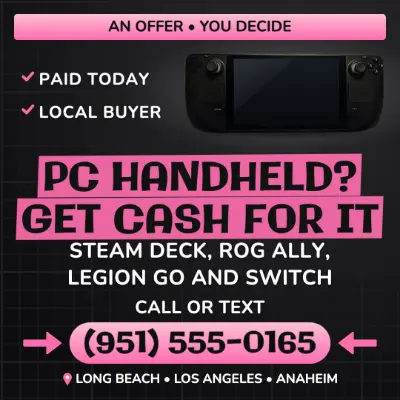 AN OFFER • YOU DECIDE
PAID TODAY
LOCAL BUYER
PC HANDHELD?
GET CASH FOR IT
STEAM DECK, ROG ALLY,
LEGION GO AND SWITCH
CALL OR TEXT
(951) 555-0165
LONG BEACH • LOS ANGELES • ANAHEIM